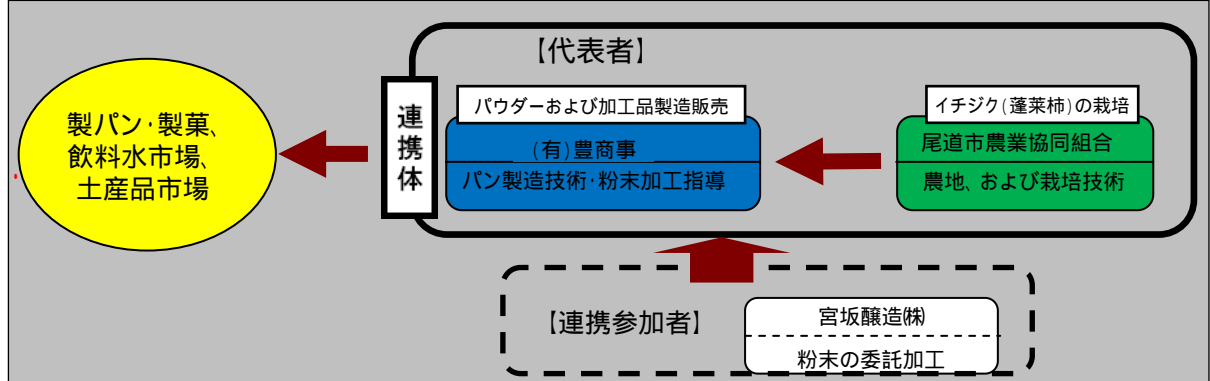 【代表者】
連
携
体
パウダーおよび加工品製造販売
(有)豊商事
パン製造技術・粉末加工指導
イチジク(蓬莱柿)の栽培
尾道市農業協同組合
農地、および栽培技術
製パン・製菓、
飲料水市場、
土産品市場
【連携参加者】
宮坂醸造㈱
粉末の委託加工